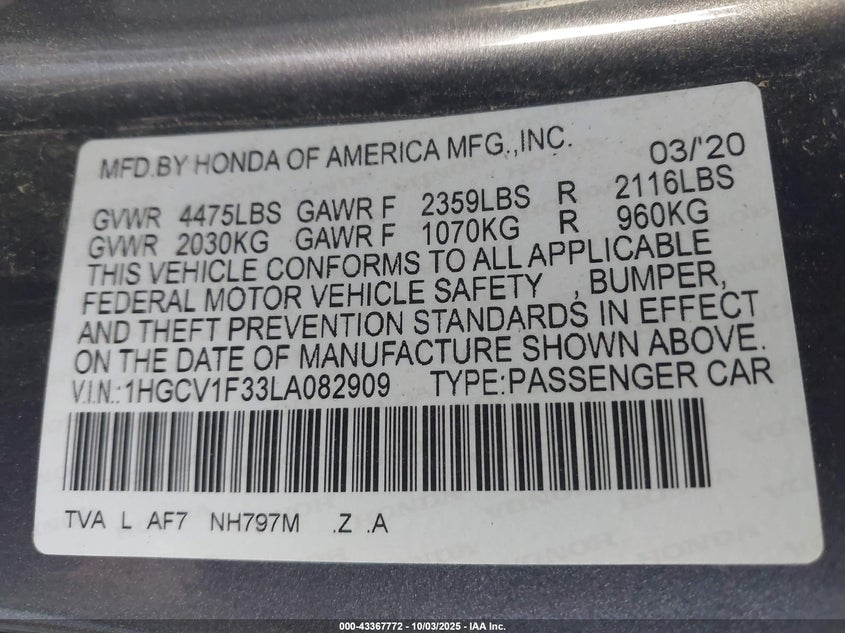 MFD.BY HONDA OF AMERICA MFG.,INC. 03/'20
GVWR 4475LBS GAWR F 2359LBS R 2116LBS
GVWR 2030KG GAWR F 1070KG R 960KG
THIS VEHICLE CONFORMS TO ALL APPLICABLE
FEDERAL MOTOR VEHICLE SAFETY , BUMPER,
AND THEFT PREVENTION STANDARDS IN EFFECT
ON THE DATE OF MANUFACTURE SHOWN ABOVE.
V.I.N.:1HGCV1F33LA082909 TYPE:PASSENGER CAR
TVA L AF7 NH797M .Z .A
000-43367772 - 10/03/2025 - IAA Inc.